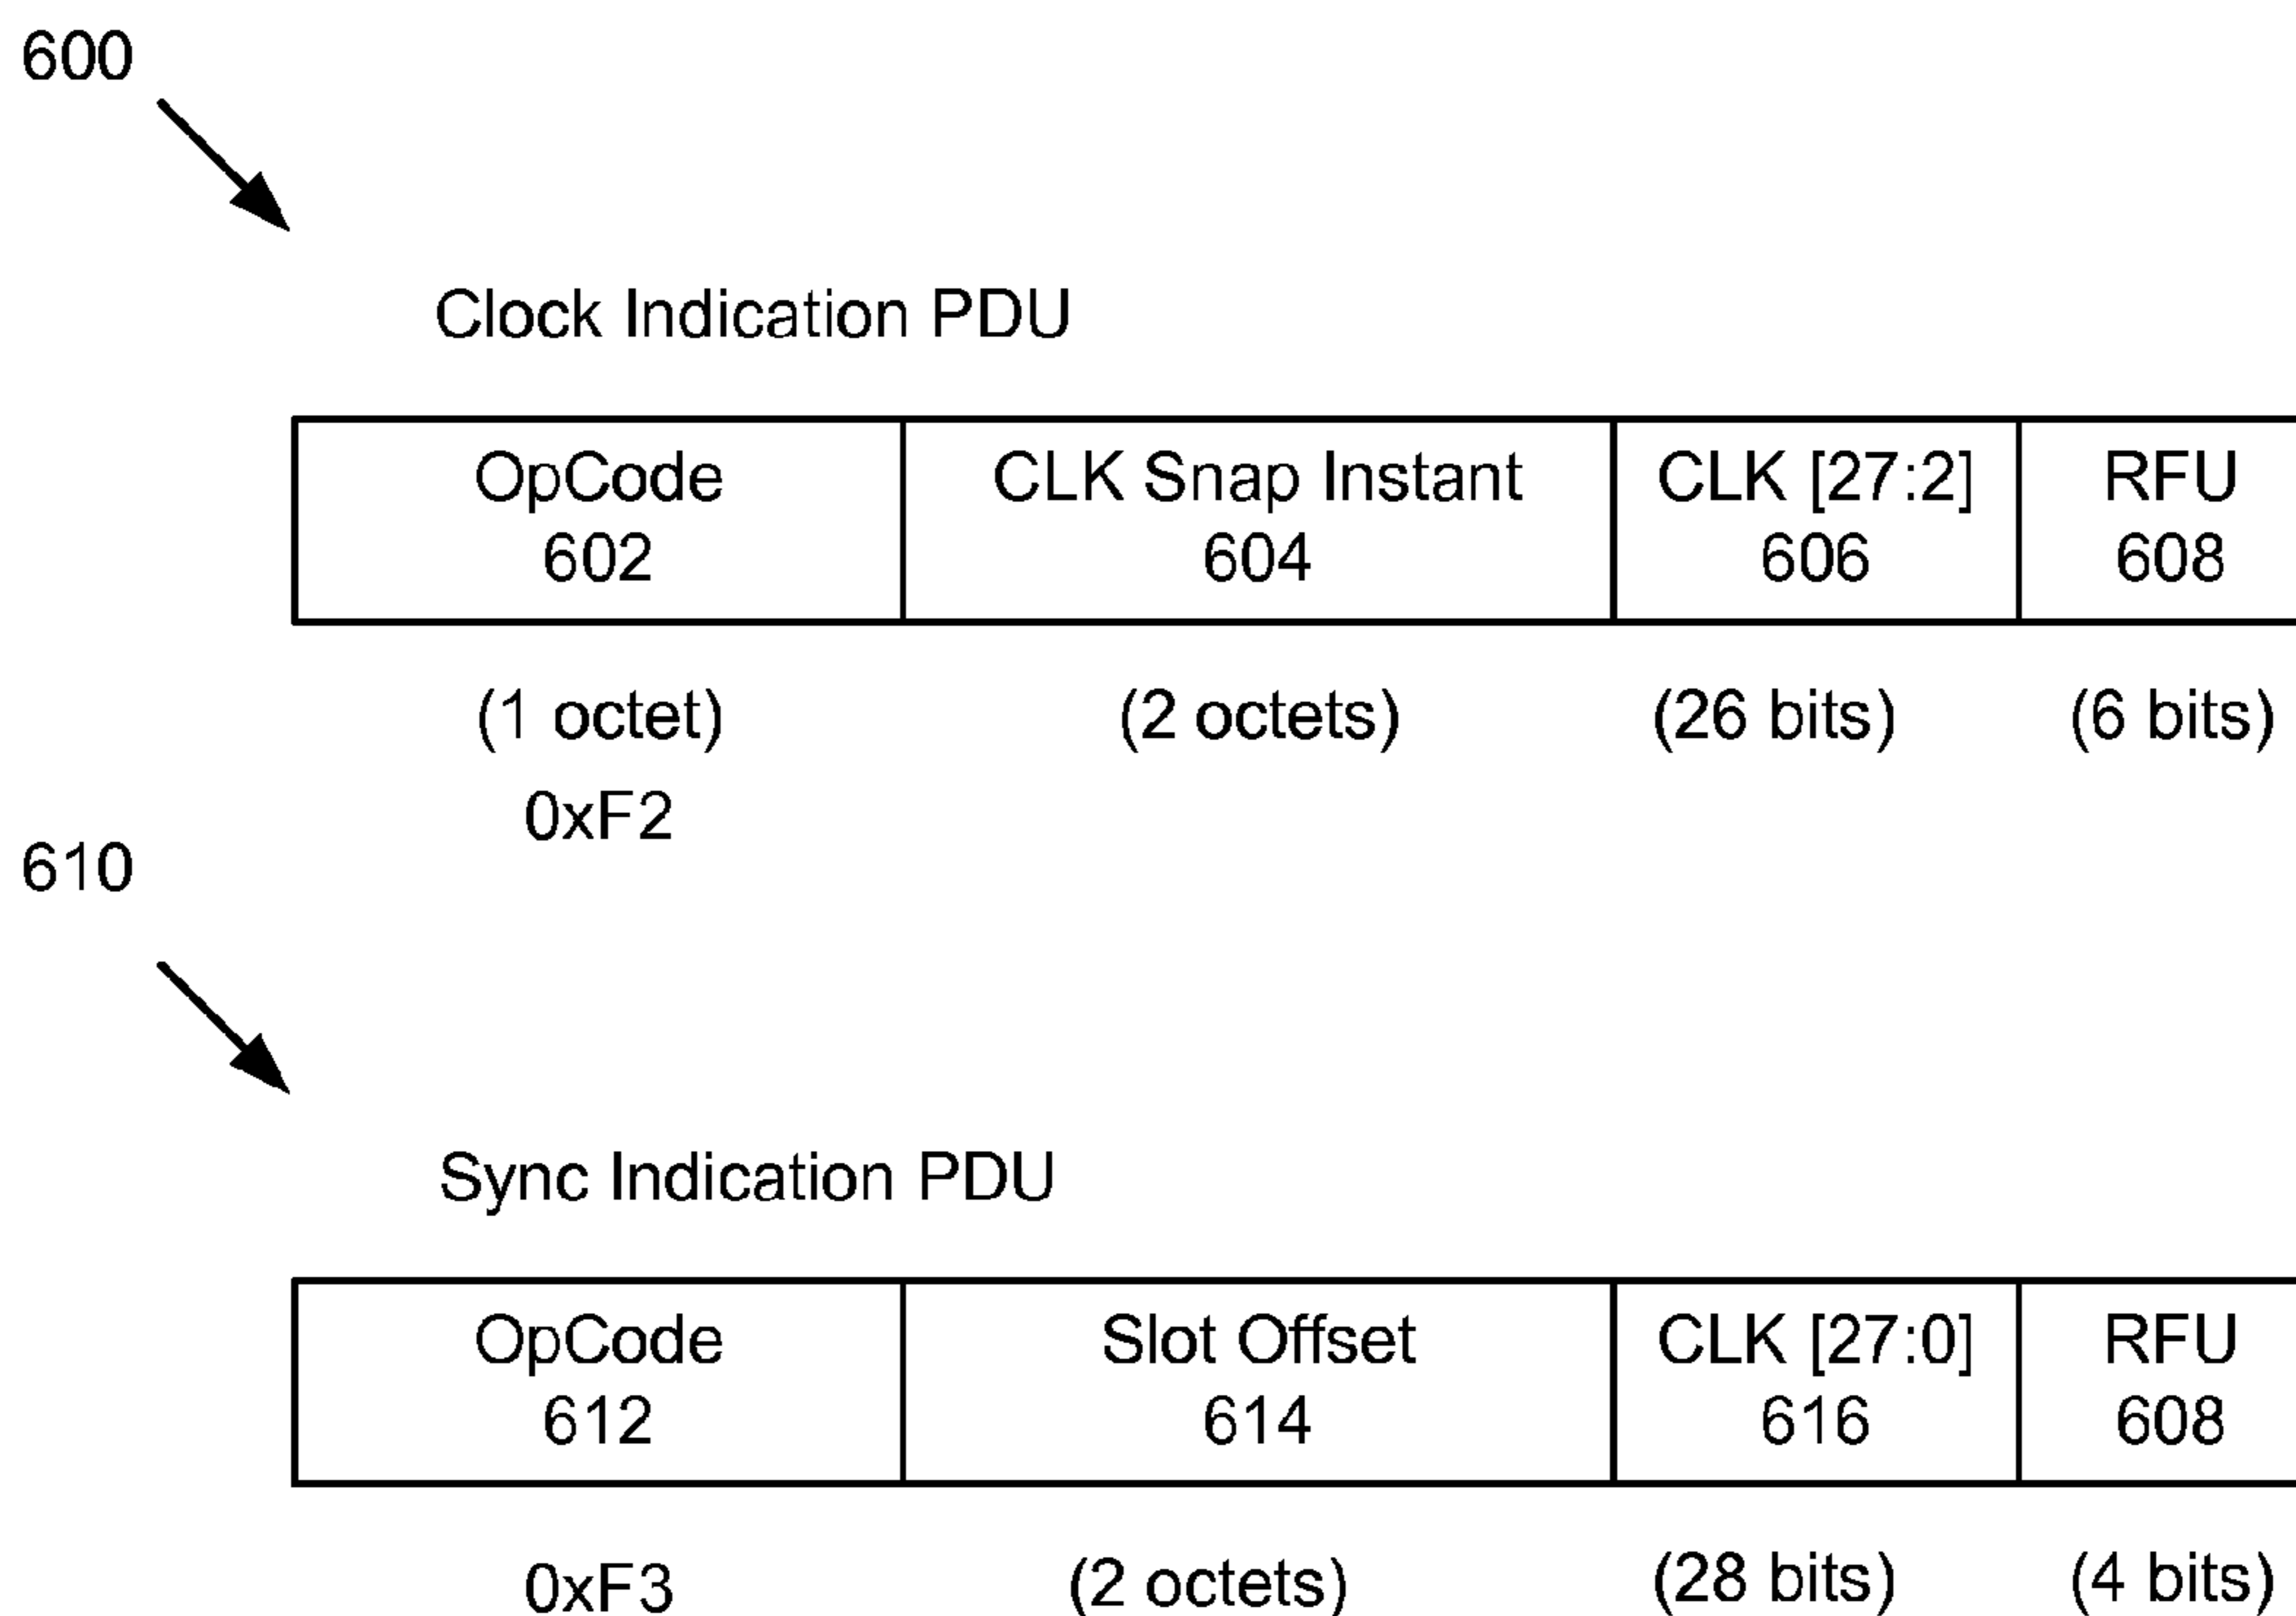 600
Clock Indication PDU
OpCode CLK Snap Instant CLK [27:2] RFU
602 604 606 608
(1 octet) (2 octets) (26 bits) (6 bits)
0xF2
610
Sync Indication PDU
OpCode Slot Offset CLK [27:0] RFU
612 614 616 608
0xF3 (2 octets) (28 bits) (4 bits)